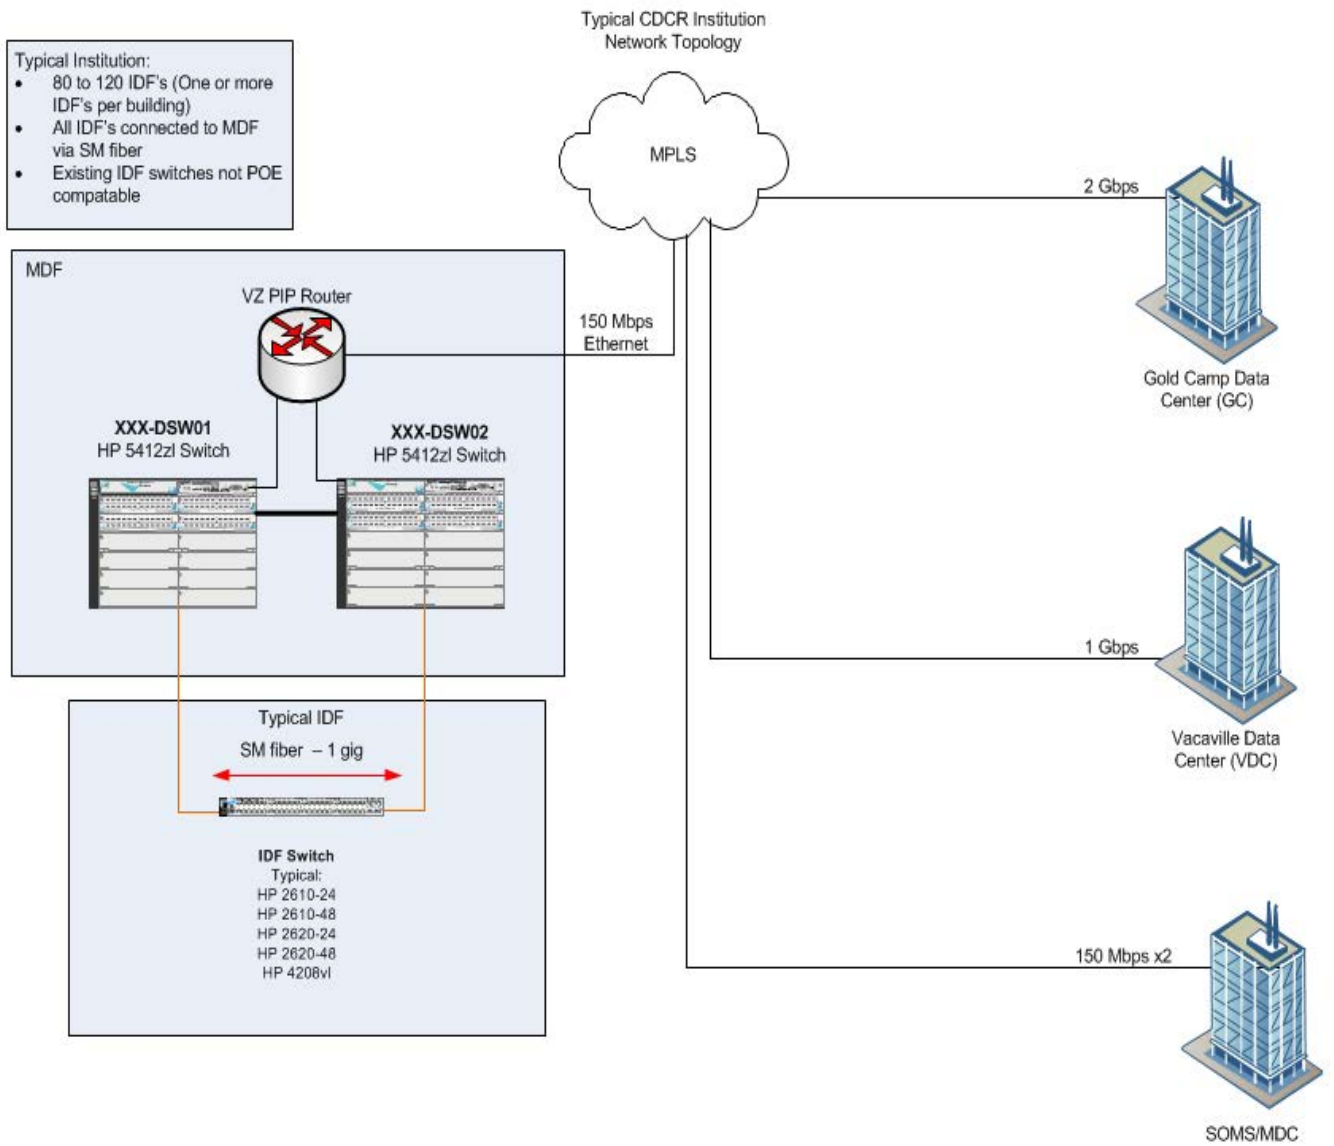 Typical CDCR Institution
Network Topology
Typical Institution:
• 80 to 120 IDF's (One or more
IDF's per building)
• All IDF's connected to MDF
via SM fiber
• Existing IDF switches not POE
compatable
MPLS
2 Gbps
Gold Camp Data
Center (GC)
MDF
VZ PIP Router
150 Mbps
Ethernet
XXX-DSW01
HP 5412zl Switch
XXX-DSW02
HP 5412zl Switch
1 Gbps
Vacaville Data
Center (VDC)
Typical IDF
SM fiber – 1 gig
IDF Switch
Typical:
HP 2610-24
HP 2610-48
HP 2620-24
HP 2620-48
HP 4208vl
150 Mbps x2
SOMS/MDC